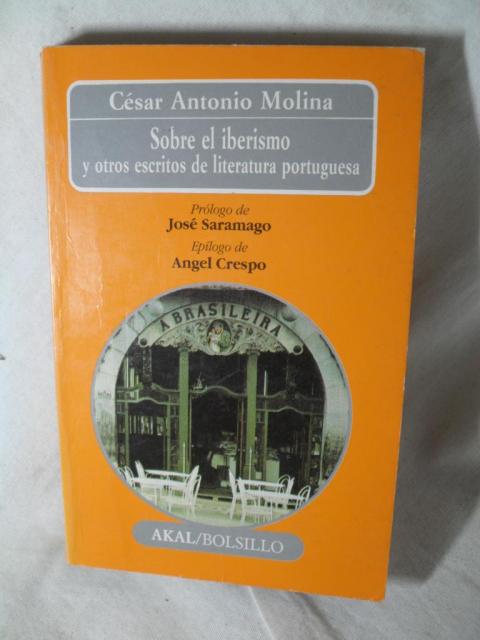 César Antonio Molina
Sobre el iberismo
y otros escritos de literatura portuguesa
Prólogo de
José Saramago
Epílogo de
Angel Crespo
A BRASILEIRA
AKAL/BOLSILLO